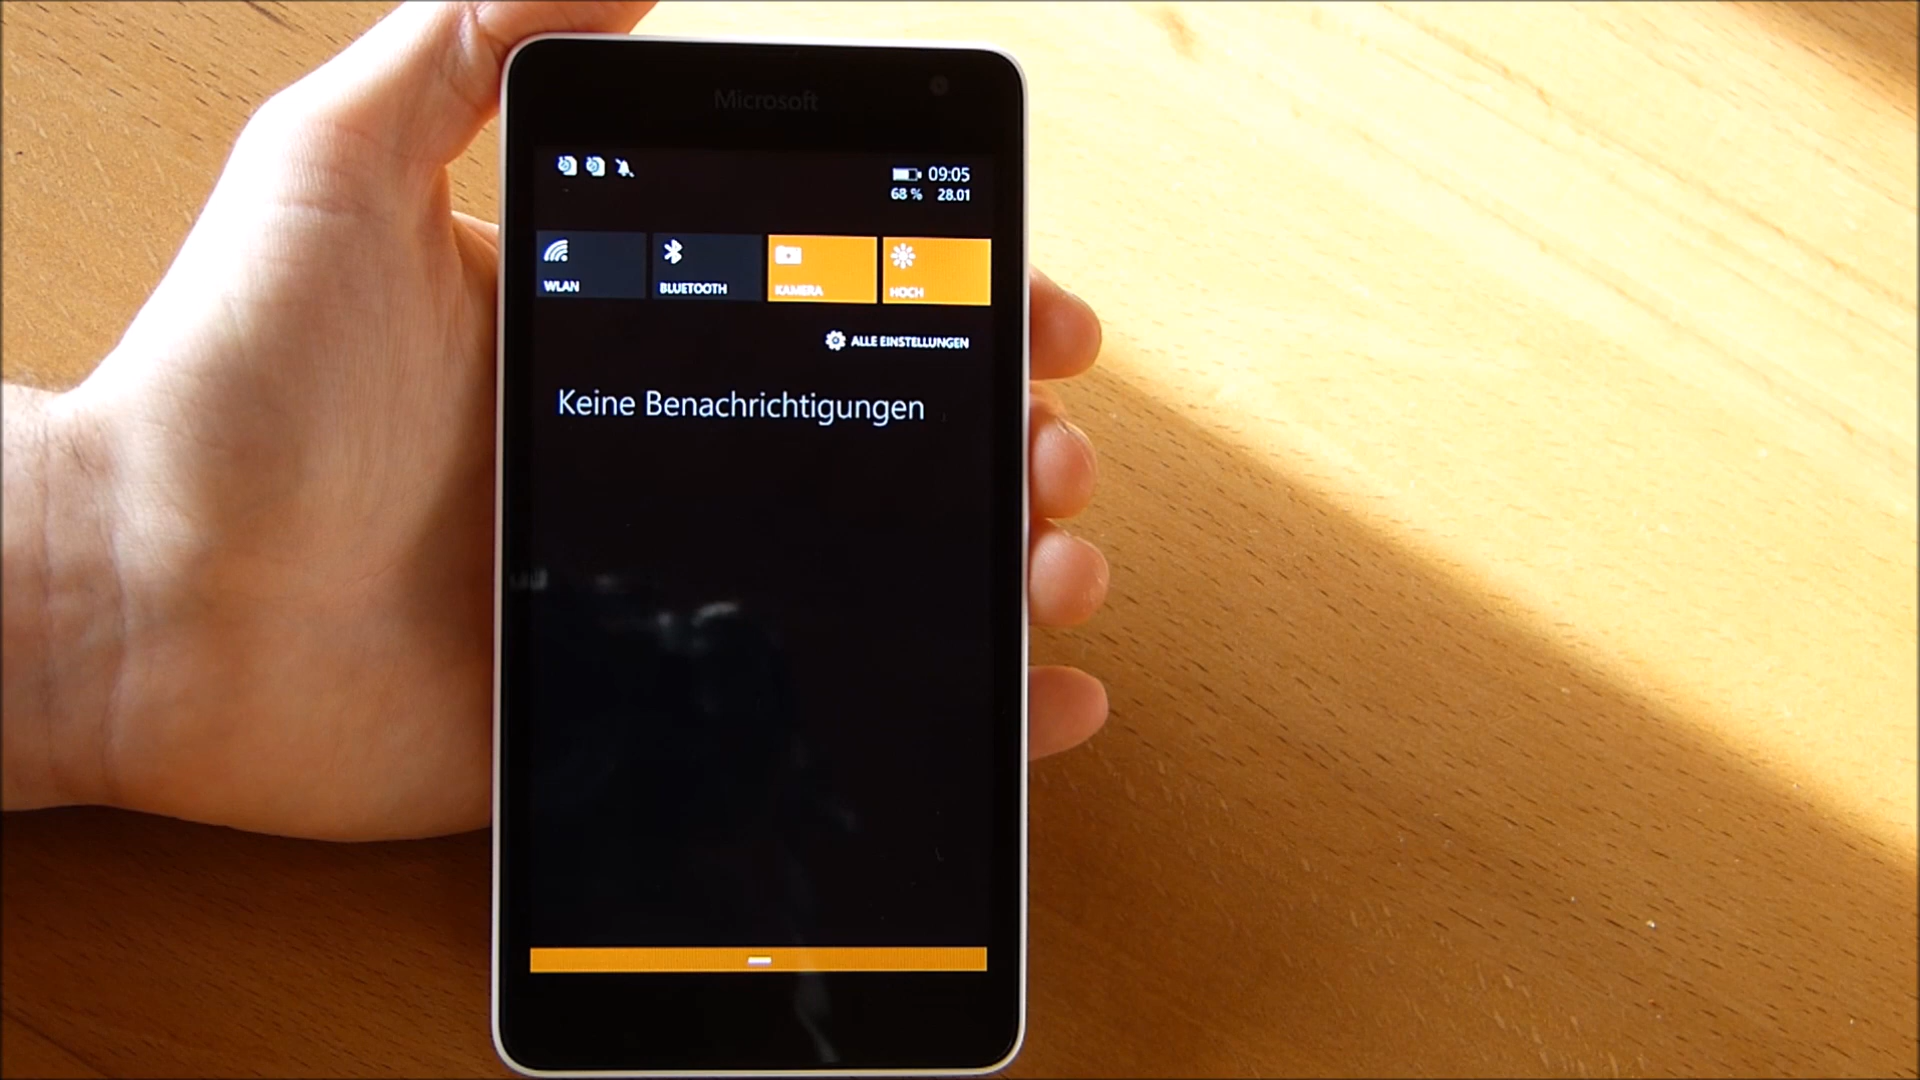 Microsoft
09:05
68 % 28.01
WLAN BLUETOOTH KAMERA HOCH
ALLE EINSTELLUNGEN
Keine Benachrichtigungen